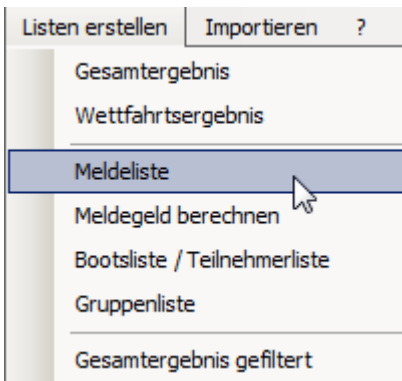 Listen erstellen Importieren ?
Gesamtergebnis
Wettfahrtsergebnis
Meldeliste
Meldegeld berechnen
Bootsliste / Teilnehmerliste
Gruppenliste
Gesamtergebnis gefiltert